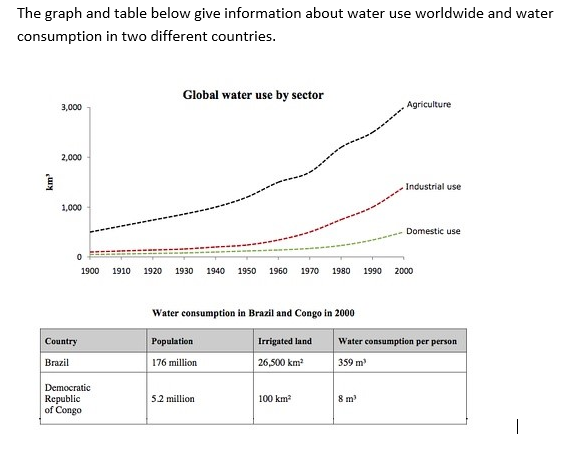 The graph and table below give information about water use worldwide and water
consumption in two different countries.
Global water use by sector
3,000
2,000
1,000
0
km³
Agriculture
Industrial use
Domestic use
1900 1910 1920 1930 1940 1950 1960 1970 1980 1990 2000
Water consumption in Brazil and Congo in 2000
Country Population Irrigated land Water consumption per person
Brazil 176 million 26,500 km² 359 m³
Democratic
Republic 5.2 million 100 km² 8 m³
of Congo